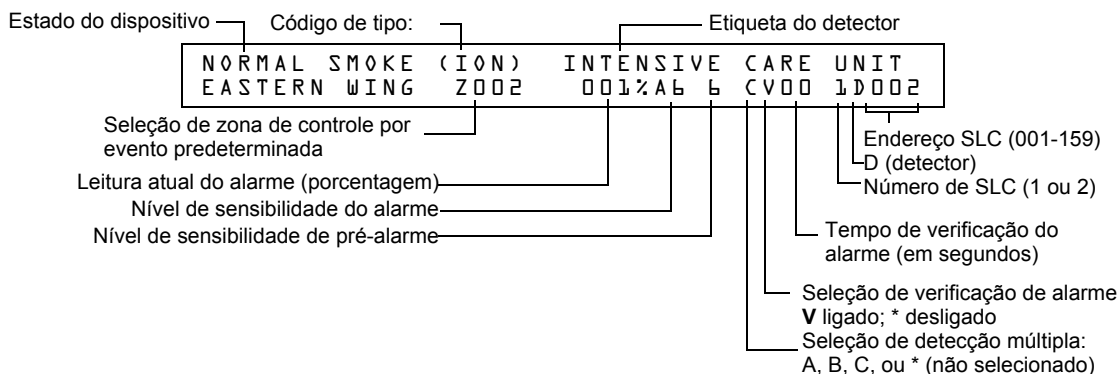 Estado do dispositivo Código de tipo: Etiqueta do detector
NORMAL SMOKE (ION) INTENSIVE CARE UNIT
EASTERN WING Z002 001%A6 6 CV00 1D002
Seleção de zona de controle por
evento predeterminada
Endereço SLC (001-159)
D (detector)
Leitura atual do alarme (porcentagem)
Número de SLC (1 ou 2)
Nível de sensibilidade do alarme
Nível de sensibilidade de pré-alarme
Tempo de verificação do
alarme (em segundos)
Seleção de verificação de alarme
V ligado; * desligado
Seleção de detecção múltipla:
A, B, C, ou * (não selecionado)